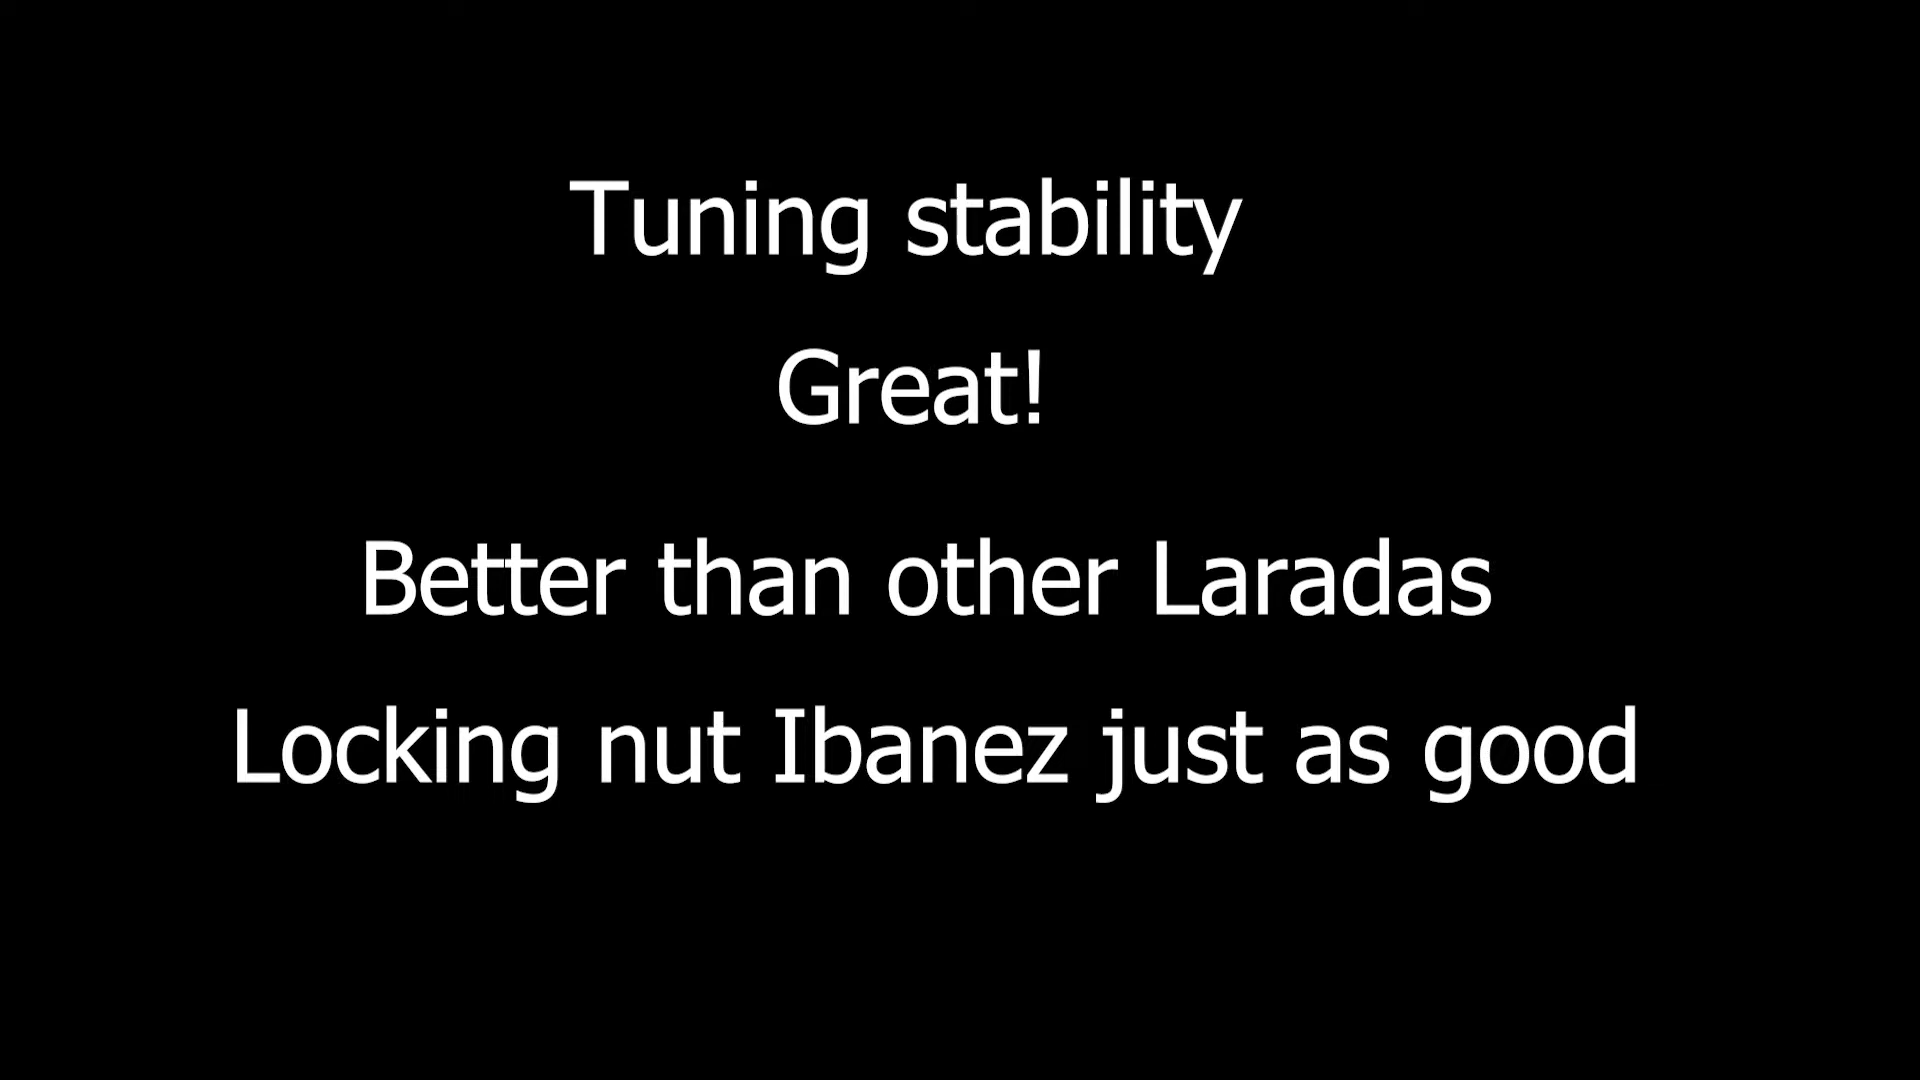 Tuning stability
Great!
Better than other Laradas
Locking nut Ibanez just as good